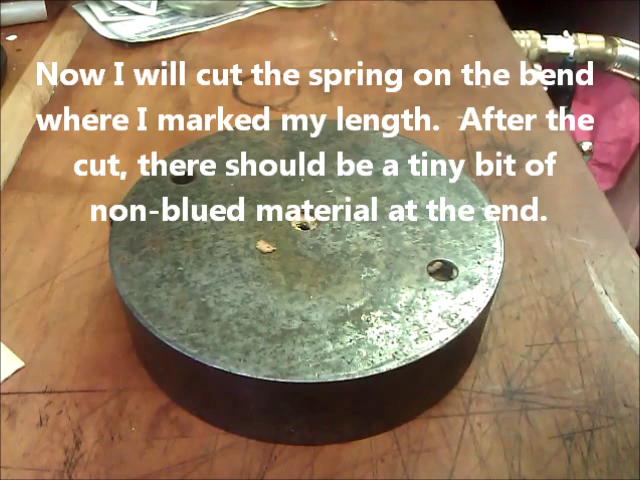 Now I will cut the spring on the bend
where I marked my length.  After the
cut, there should be a tiny bit of
non-blued material at the end.